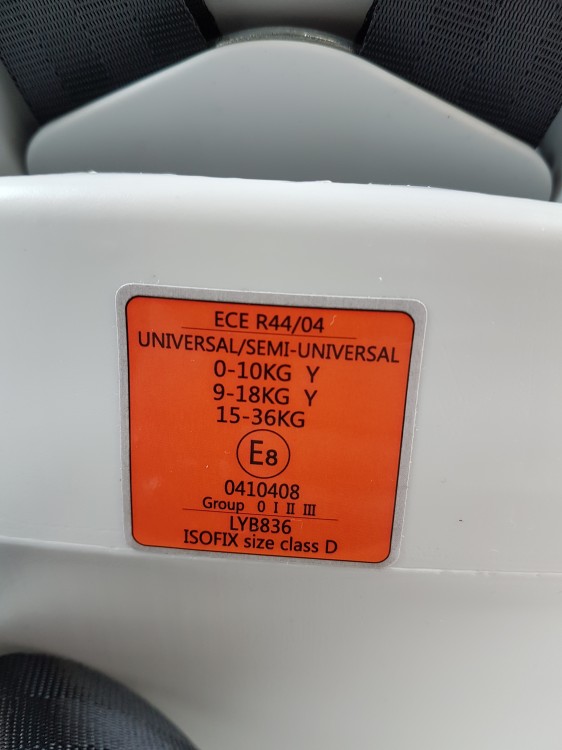 ECE R44/04
UNIVERSAL/SEMI-UNIVERSAL
0-10KG Y
9-18KG Y
15-36KG
E8
0410408
Group 0 I II III
LYB836
ISOFIX size class D